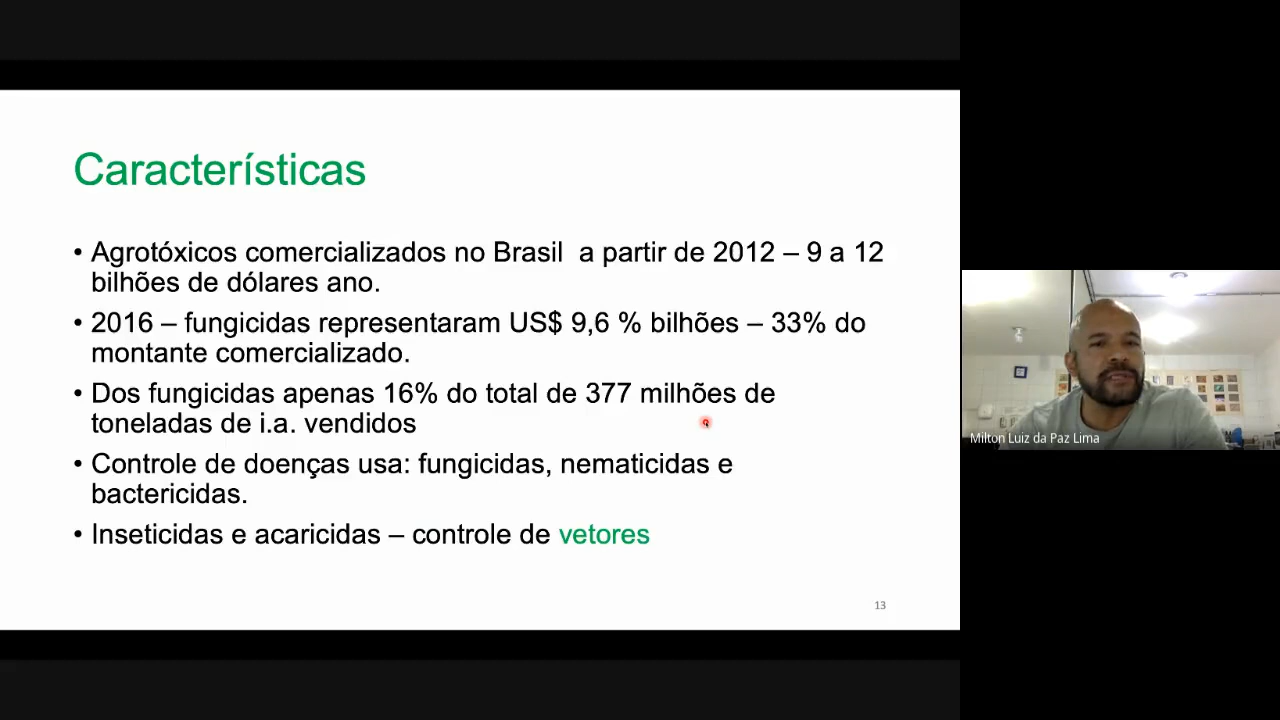 Características
• Agrotóxicos comercializados no Brasil  a partir de 2012 – 9 a 12
bilhões de dólares ano.
• 2016 – fungicidas representaram US$ 9,6 % bilhões – 33% do
montante comercializado.
• Dos fungicidas apenas 16% do total de 377 milhões de
toneladas de i.a. vendidos
• Controle de doenças usa: fungicidas, nematicidas e
bactericidas.
• Inseticidas e acaricidas – controle de vetores
13
Milton Luiz da Paz Lima